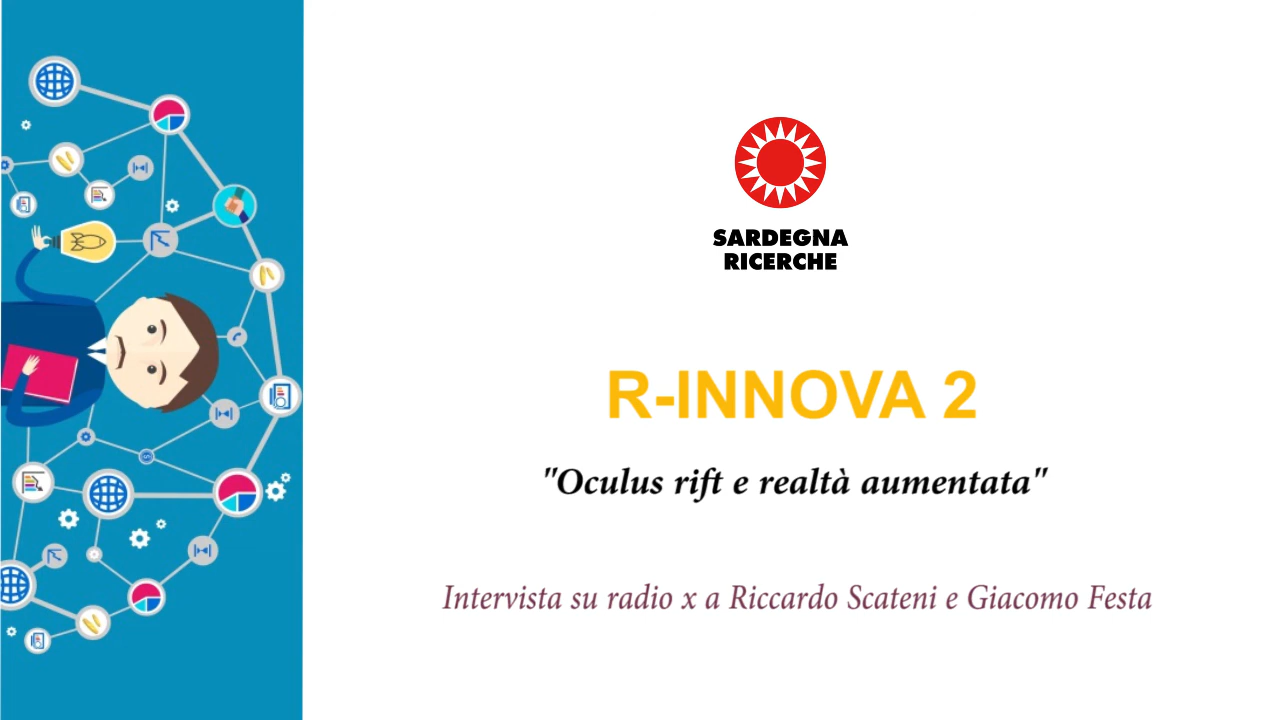 SARDEGNA
RICERCHE
R-INNOVA 2
"Oculus rift e realtà aumentata"
Intervista su radio x a Riccardo Scateni e Giacomo Festa